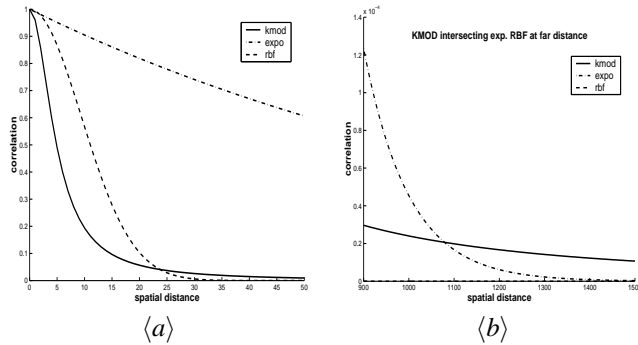 1
0.9
0.8
0.7
0.6
0.5
0.4
0.3
0.2
0.1
0
correlation
0 5 10 15 20 25 30 35 40 45 50
spatial distance
kmod
expo
rbf
⟨a⟩
x 10⁻⁴
1.4
1.2
1
0.8
0.6
0.4
0.2
0
correlation
KMOD intersecting exp. RBF at far distance
kmod
expo
rbf
900 1000 1100 1200 1300 1400 1500
spatial distance
⟨b⟩